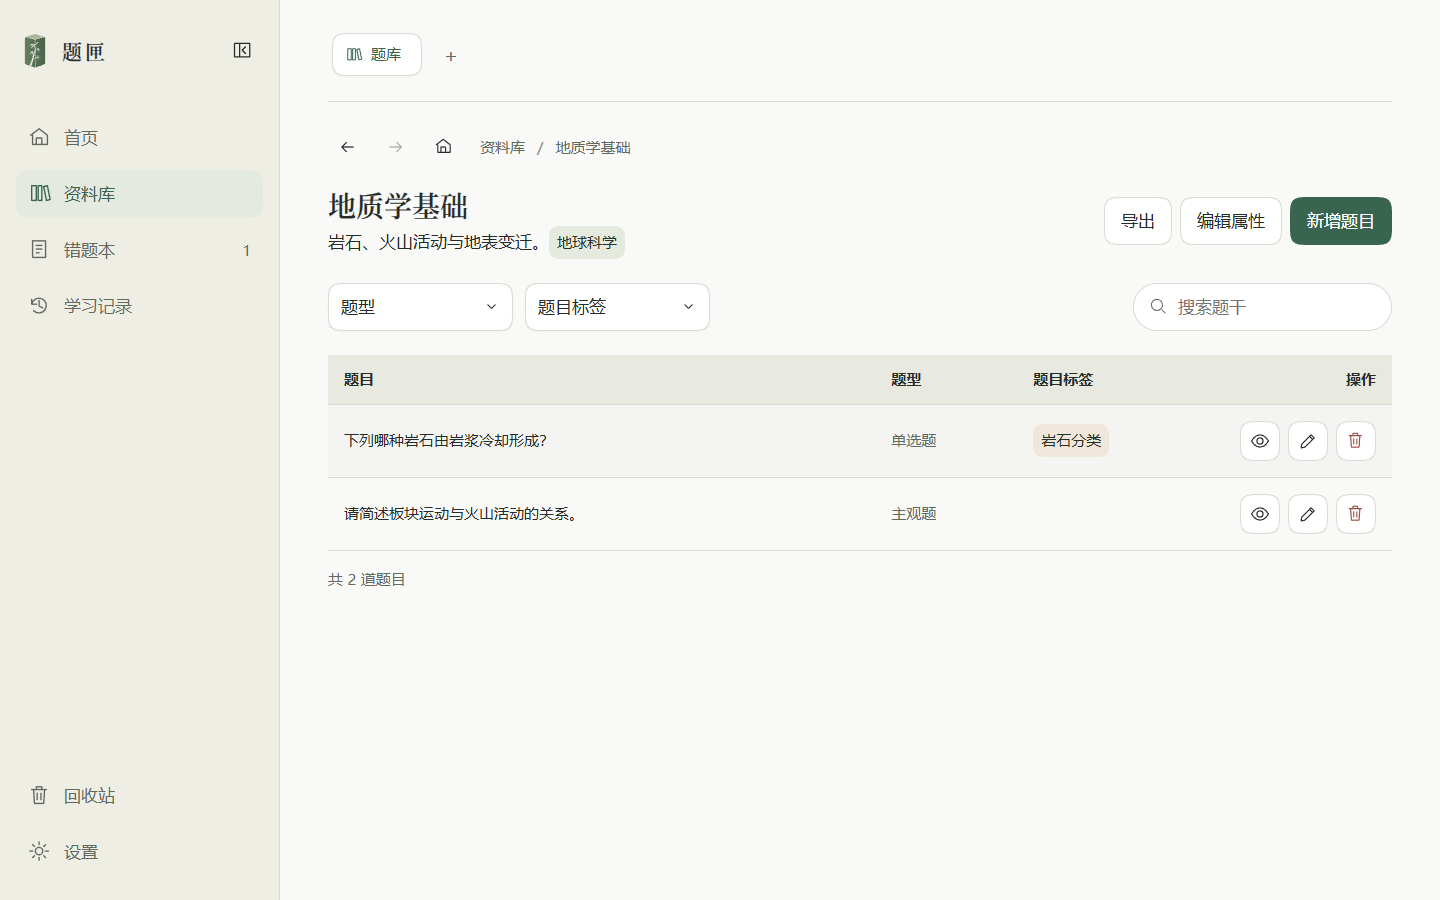 题匣
首页
资料库
错题本 1
学习记录
回收站
设置
题库 +
资料库 / 地质学基础
地质学基础
岩石、火山活动与地表变迁。 地球科学
导出 编辑属性 新增题目
题型 题目标签 搜索题干
题目 题型 题目标签 操作
下列哪种岩石由岩浆冷却形成？ 单选题 岩石分类
请简述板块运动与火山活动的关系。 主观题
共 2 道题目